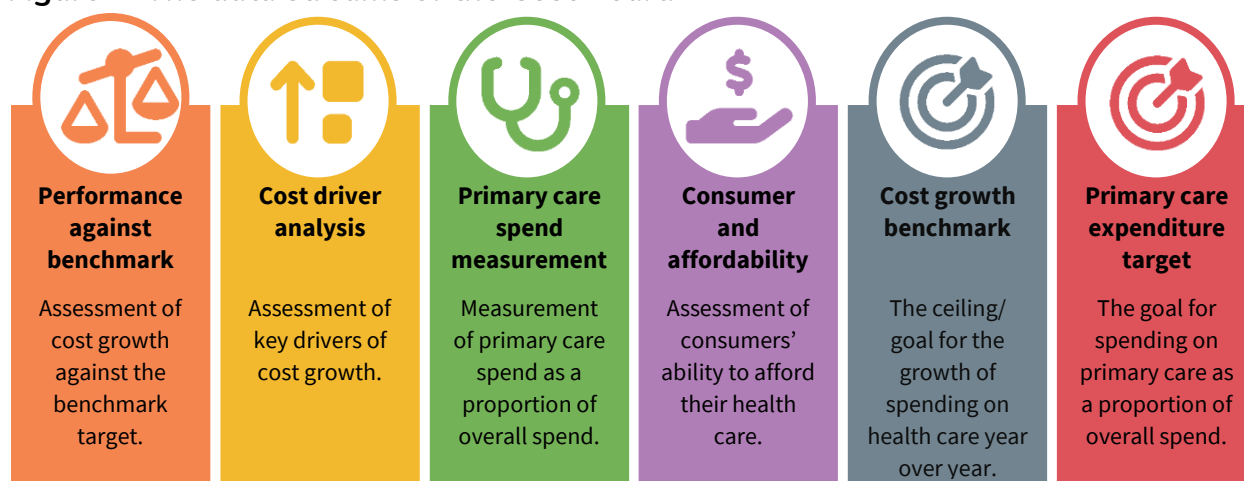 Performance
against
benchmark
Assessment of
cost growth
against the
benchmark
target.
Cost driver
analysis
Assessment of
key drivers of
cost growth.
Primary care
spend
measurement
Measurement
of primary care
spend as a
proportion of
overall spend.
Consumer
and
affordability
Assessment of
consumers'
ability to afford
their health
care.
Cost growth
benchmark
The ceiling/
goal for the
growth of
spending on
health care year
over year.
Primary care
expenditure
target
The goal for
spending on
primary care as
a proportion of
overall spend.